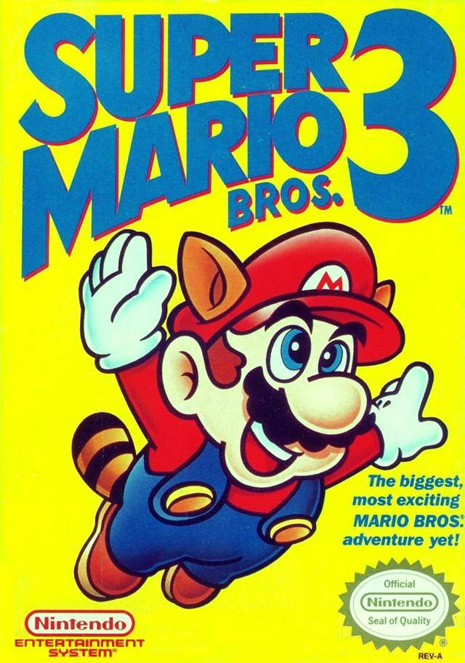 SUPER
MARIO 3
BROS.
TM
M
The biggest,
most exciting
MARIO BROS.
adventure yet!
Official
Nintendo
Seal of Quality
Nintendo
ENTERTAINMENT
SYSTEM®
®
REV-A